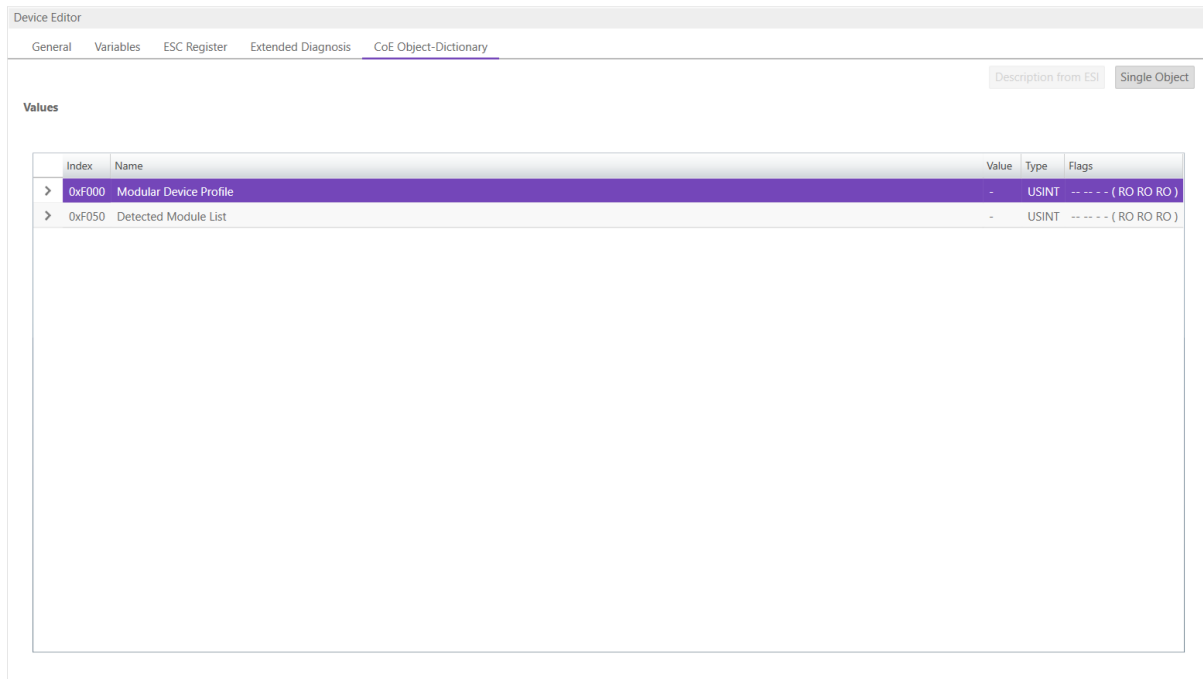 Device Editor
General Variables ESC Register Extended Diagnosis CoE Object-Dictionary
Description from ESI Single Object
Values
Index Name Value Type Flags
0xF000 Modular Device Profile - USINT -- -- - - ( RO RO RO )
0xF050 Detected Module List - USINT -- -- - - ( RO RO RO )